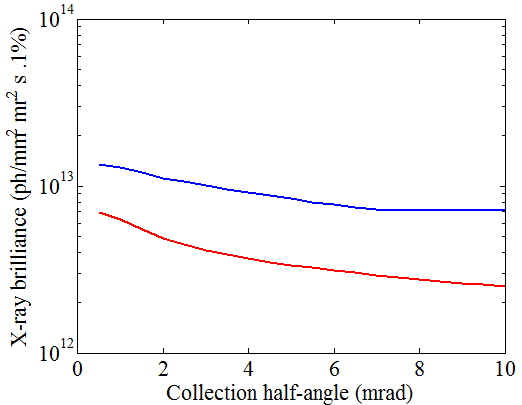 10^14
10^13
10^12
X-ray brilliance (ph/mm^2 mr^2 s .1%)
0 2 4 6 8 10
Collection half-angle (mrad)